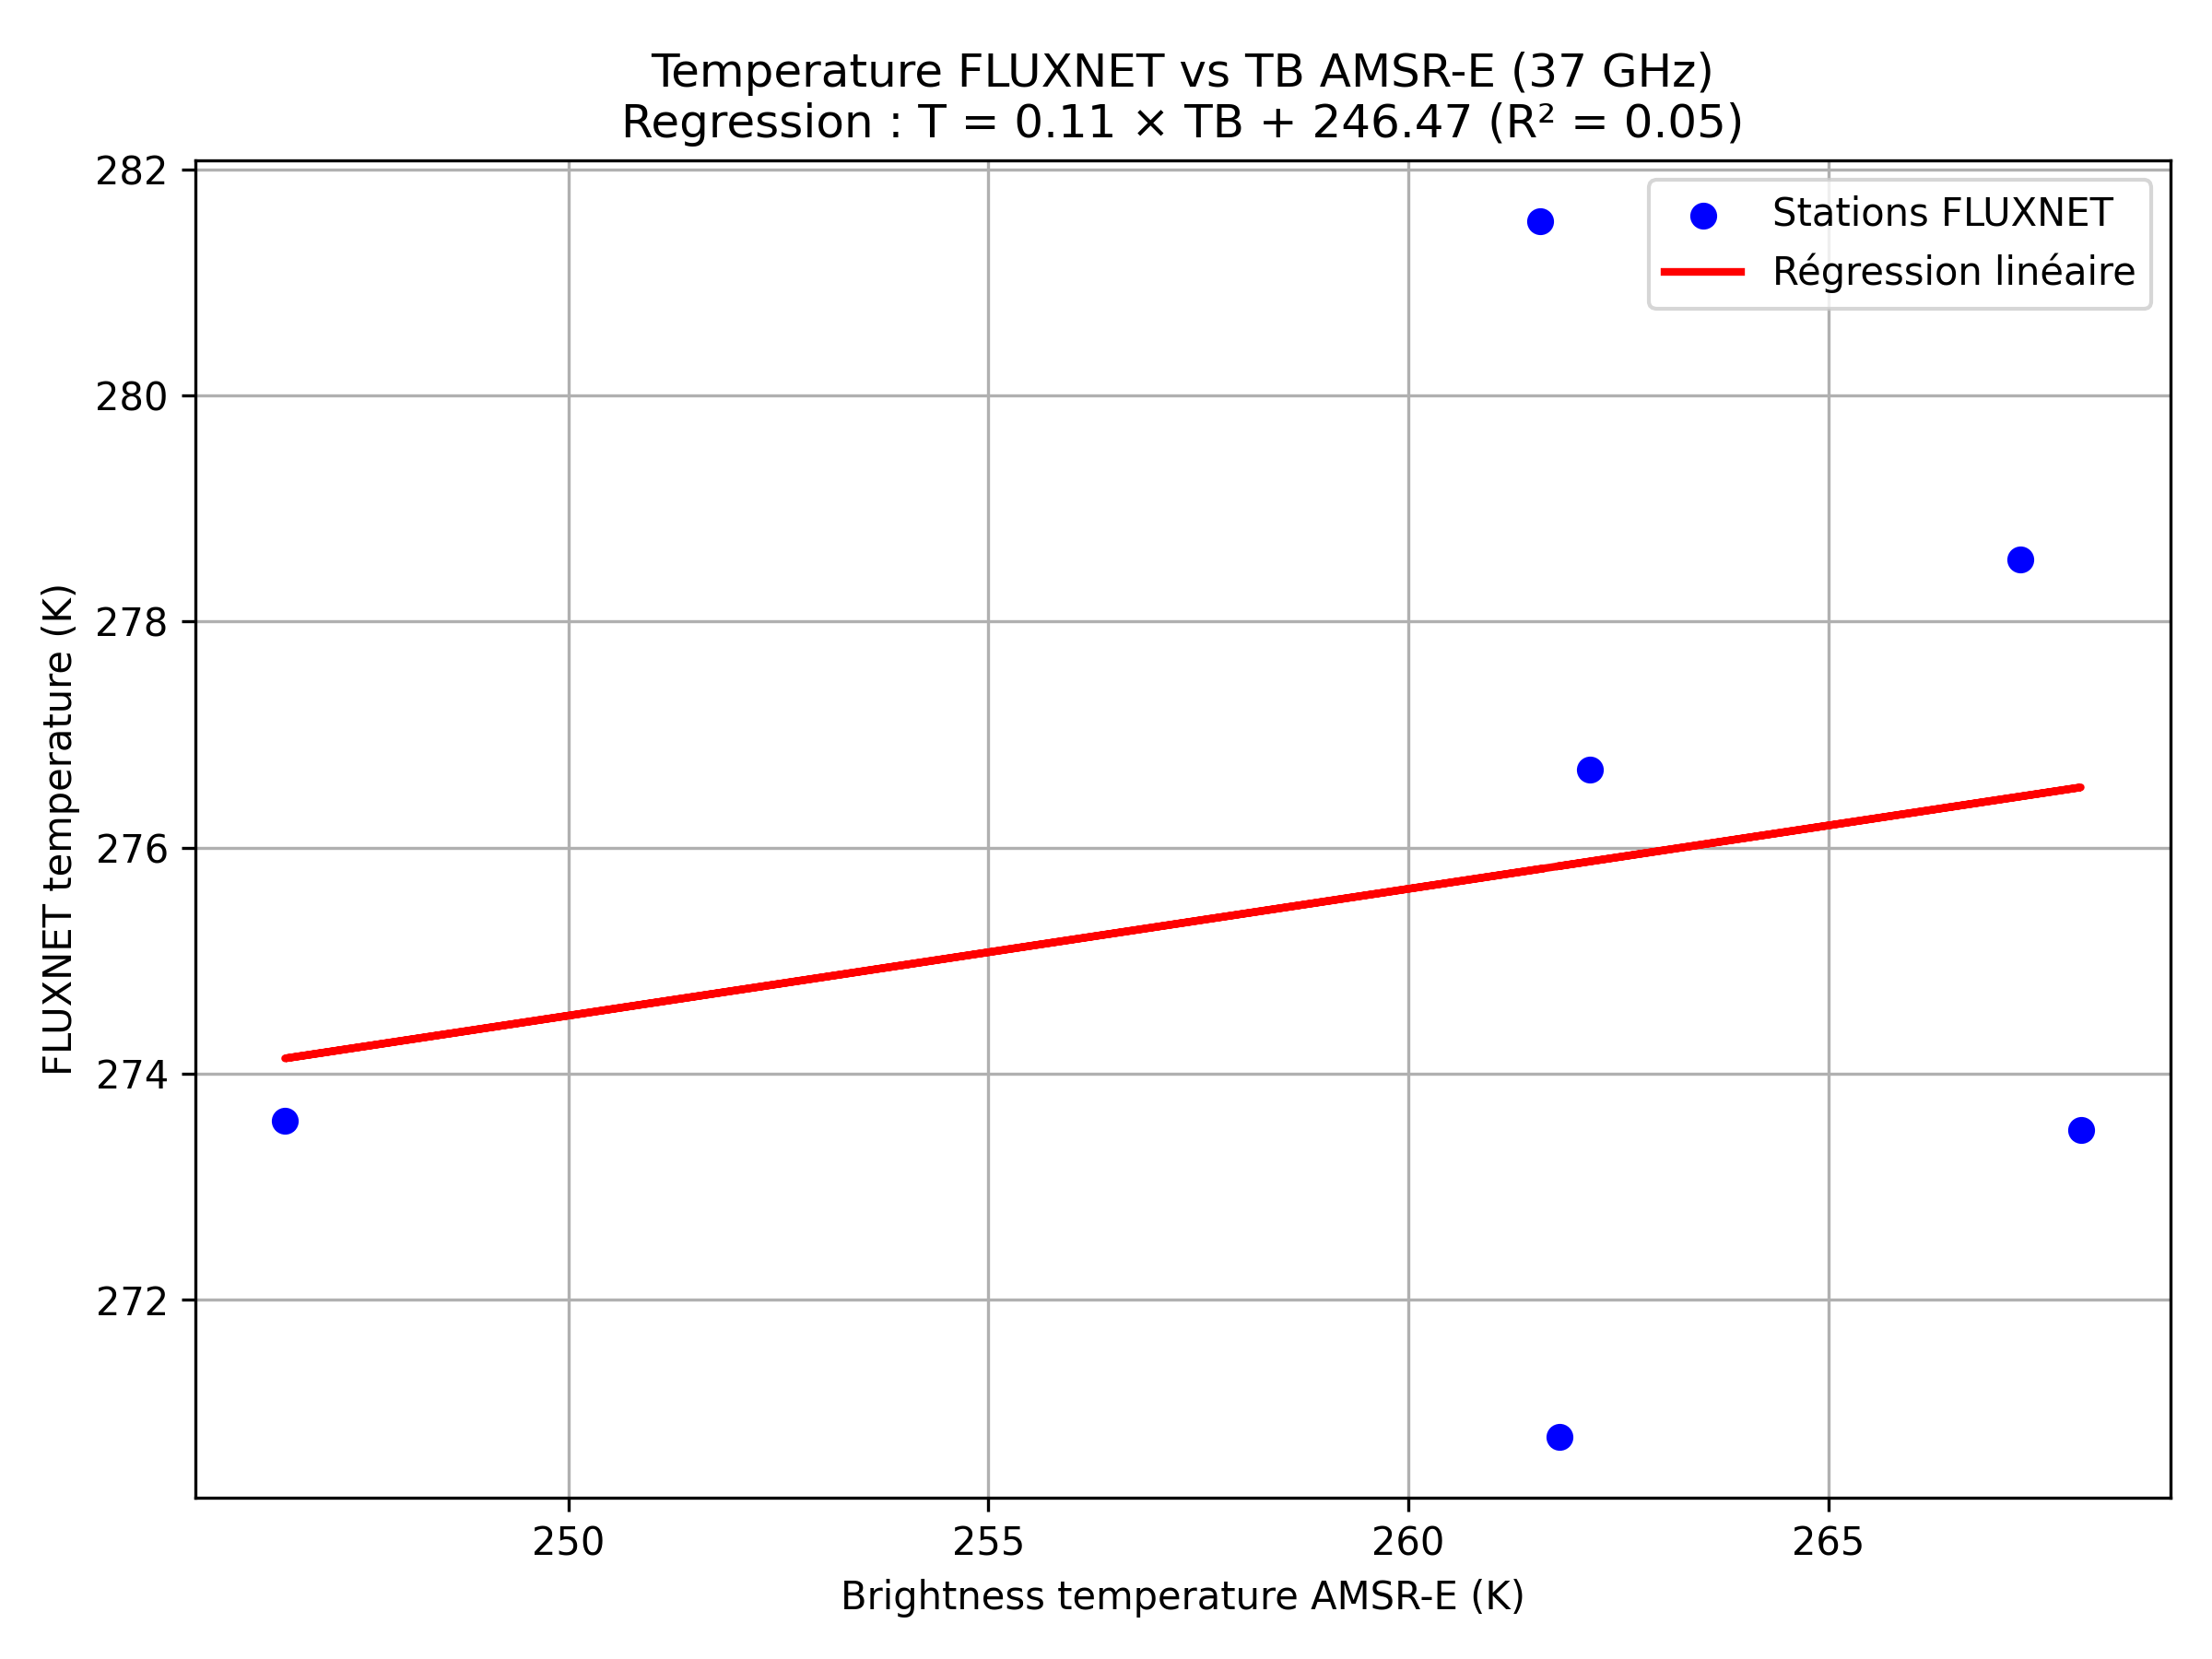 Temperature FLUXNET vs TB AMSR-E (37 GHz)
Regression : T = 0.11 × TB + 246.47 (R² = 0.05)
Stations FLUXNET
Régression linéaire
FLUXNET temperature (K)
282
280
278
276
274
272
250 255 260 265
Brightness temperature AMSR-E (K)